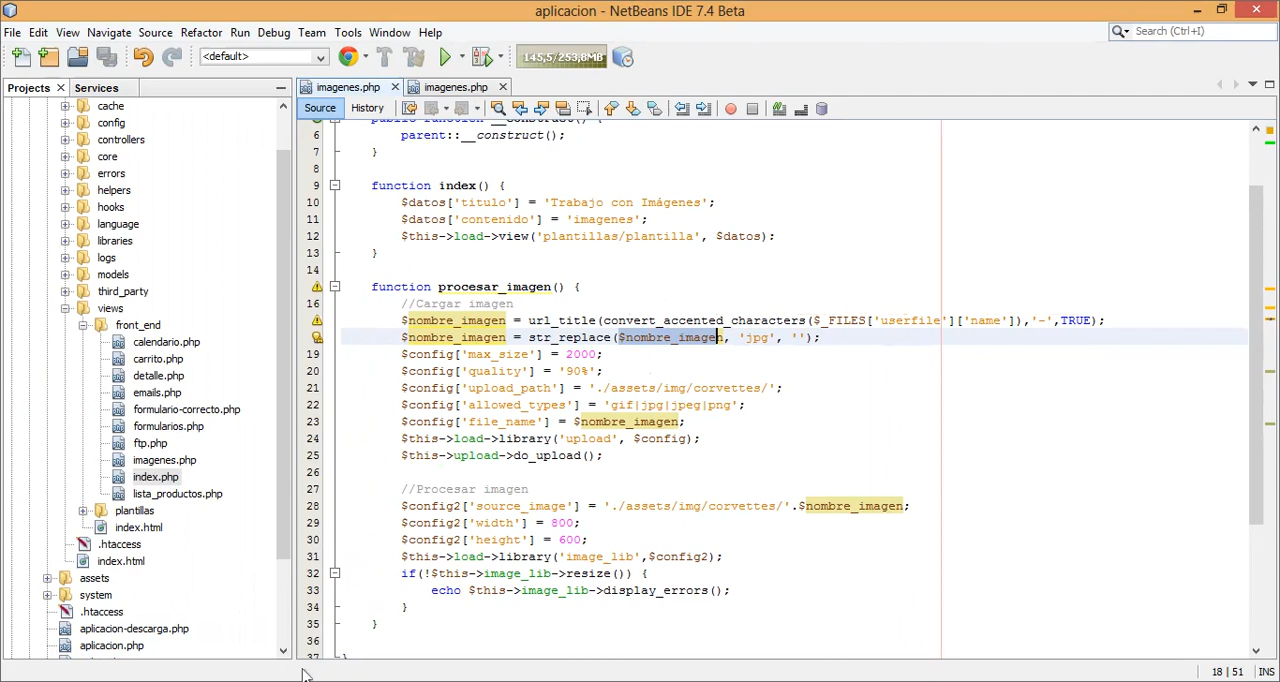 aplicacion - NetBeans IDE 7.4 Beta
File Edit View Navigate Source Refactor Run Debug Team Tools Window Help
Search (Ctrl+I)
<default>
145,5/253,8MB
Projects
Services
imagenes.php
imagenes.php
Source
History
cache
config
controllers
core
errors
helpers
hooks
language
libraries
logs
models
third_party
views
front_end
calendario.php
carrito.php
detalle.php
emails.php
formulario-correcto.php
formularios.php
ftp.php
imagenes.php
index.php
lista_productos.php
plantillas
index.html
.htaccess
index.html
assets
system
.htaccess
aplicacion-descarga.php
aplicacion.php
public function __construct() {
6 parent::__construct();
7 }
8
9 function index() {
10 $datos['titulo'] = 'Trabajo con Imágenes';
11 $datos['contenido'] = 'imagenes';
12 $this->load->view('plantillas/plantilla', $datos);
13 }
14
function procesar_imagen() {
16 //Cargar imagen
$nombre_imagen = url_title(convert_accented_characters($_FILES['userfile']['name']),'-',TRUE);
$nombre_imagen = str_replace($nombre_imagen, 'jpg', '');
19 $config['max_size'] = 2000;
20 $config['quality'] = '90%';
21 $config['upload_path'] = './assets/img/corvettes/';
22 $config['allowed_types'] = 'gif|jpg|jpeg|png';
23 $config['file_name'] = $nombre_imagen;
24 $this->load->library('upload', $config);
25 $this->upload->do_upload();
26
27 //Procesar imagen
28 $config2['source_image'] = './assets/img/corvettes/'.$nombre_imagen;
29 $config2['width'] = 800;
30 $config2['height'] = 600;
31 $this->load->library('image_lib',$config2);
32 if(!$this->image_lib->resize()) {
33 echo $this->image_lib->display_errors();
34 }
35 }
36
37 }
18 | 51 INS